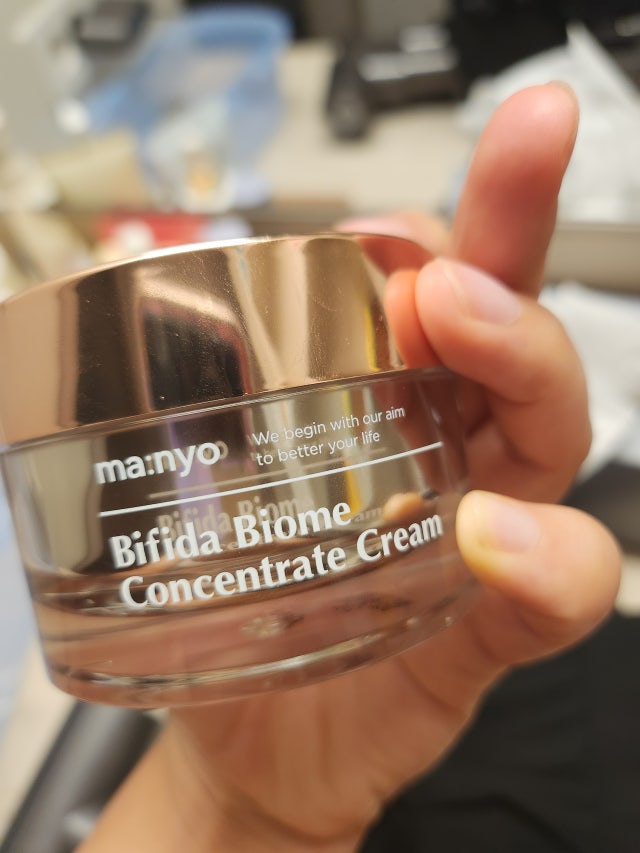 ma:nyo
We begin with our aim
to better your life
Bifida Biome
Concentrate Cream